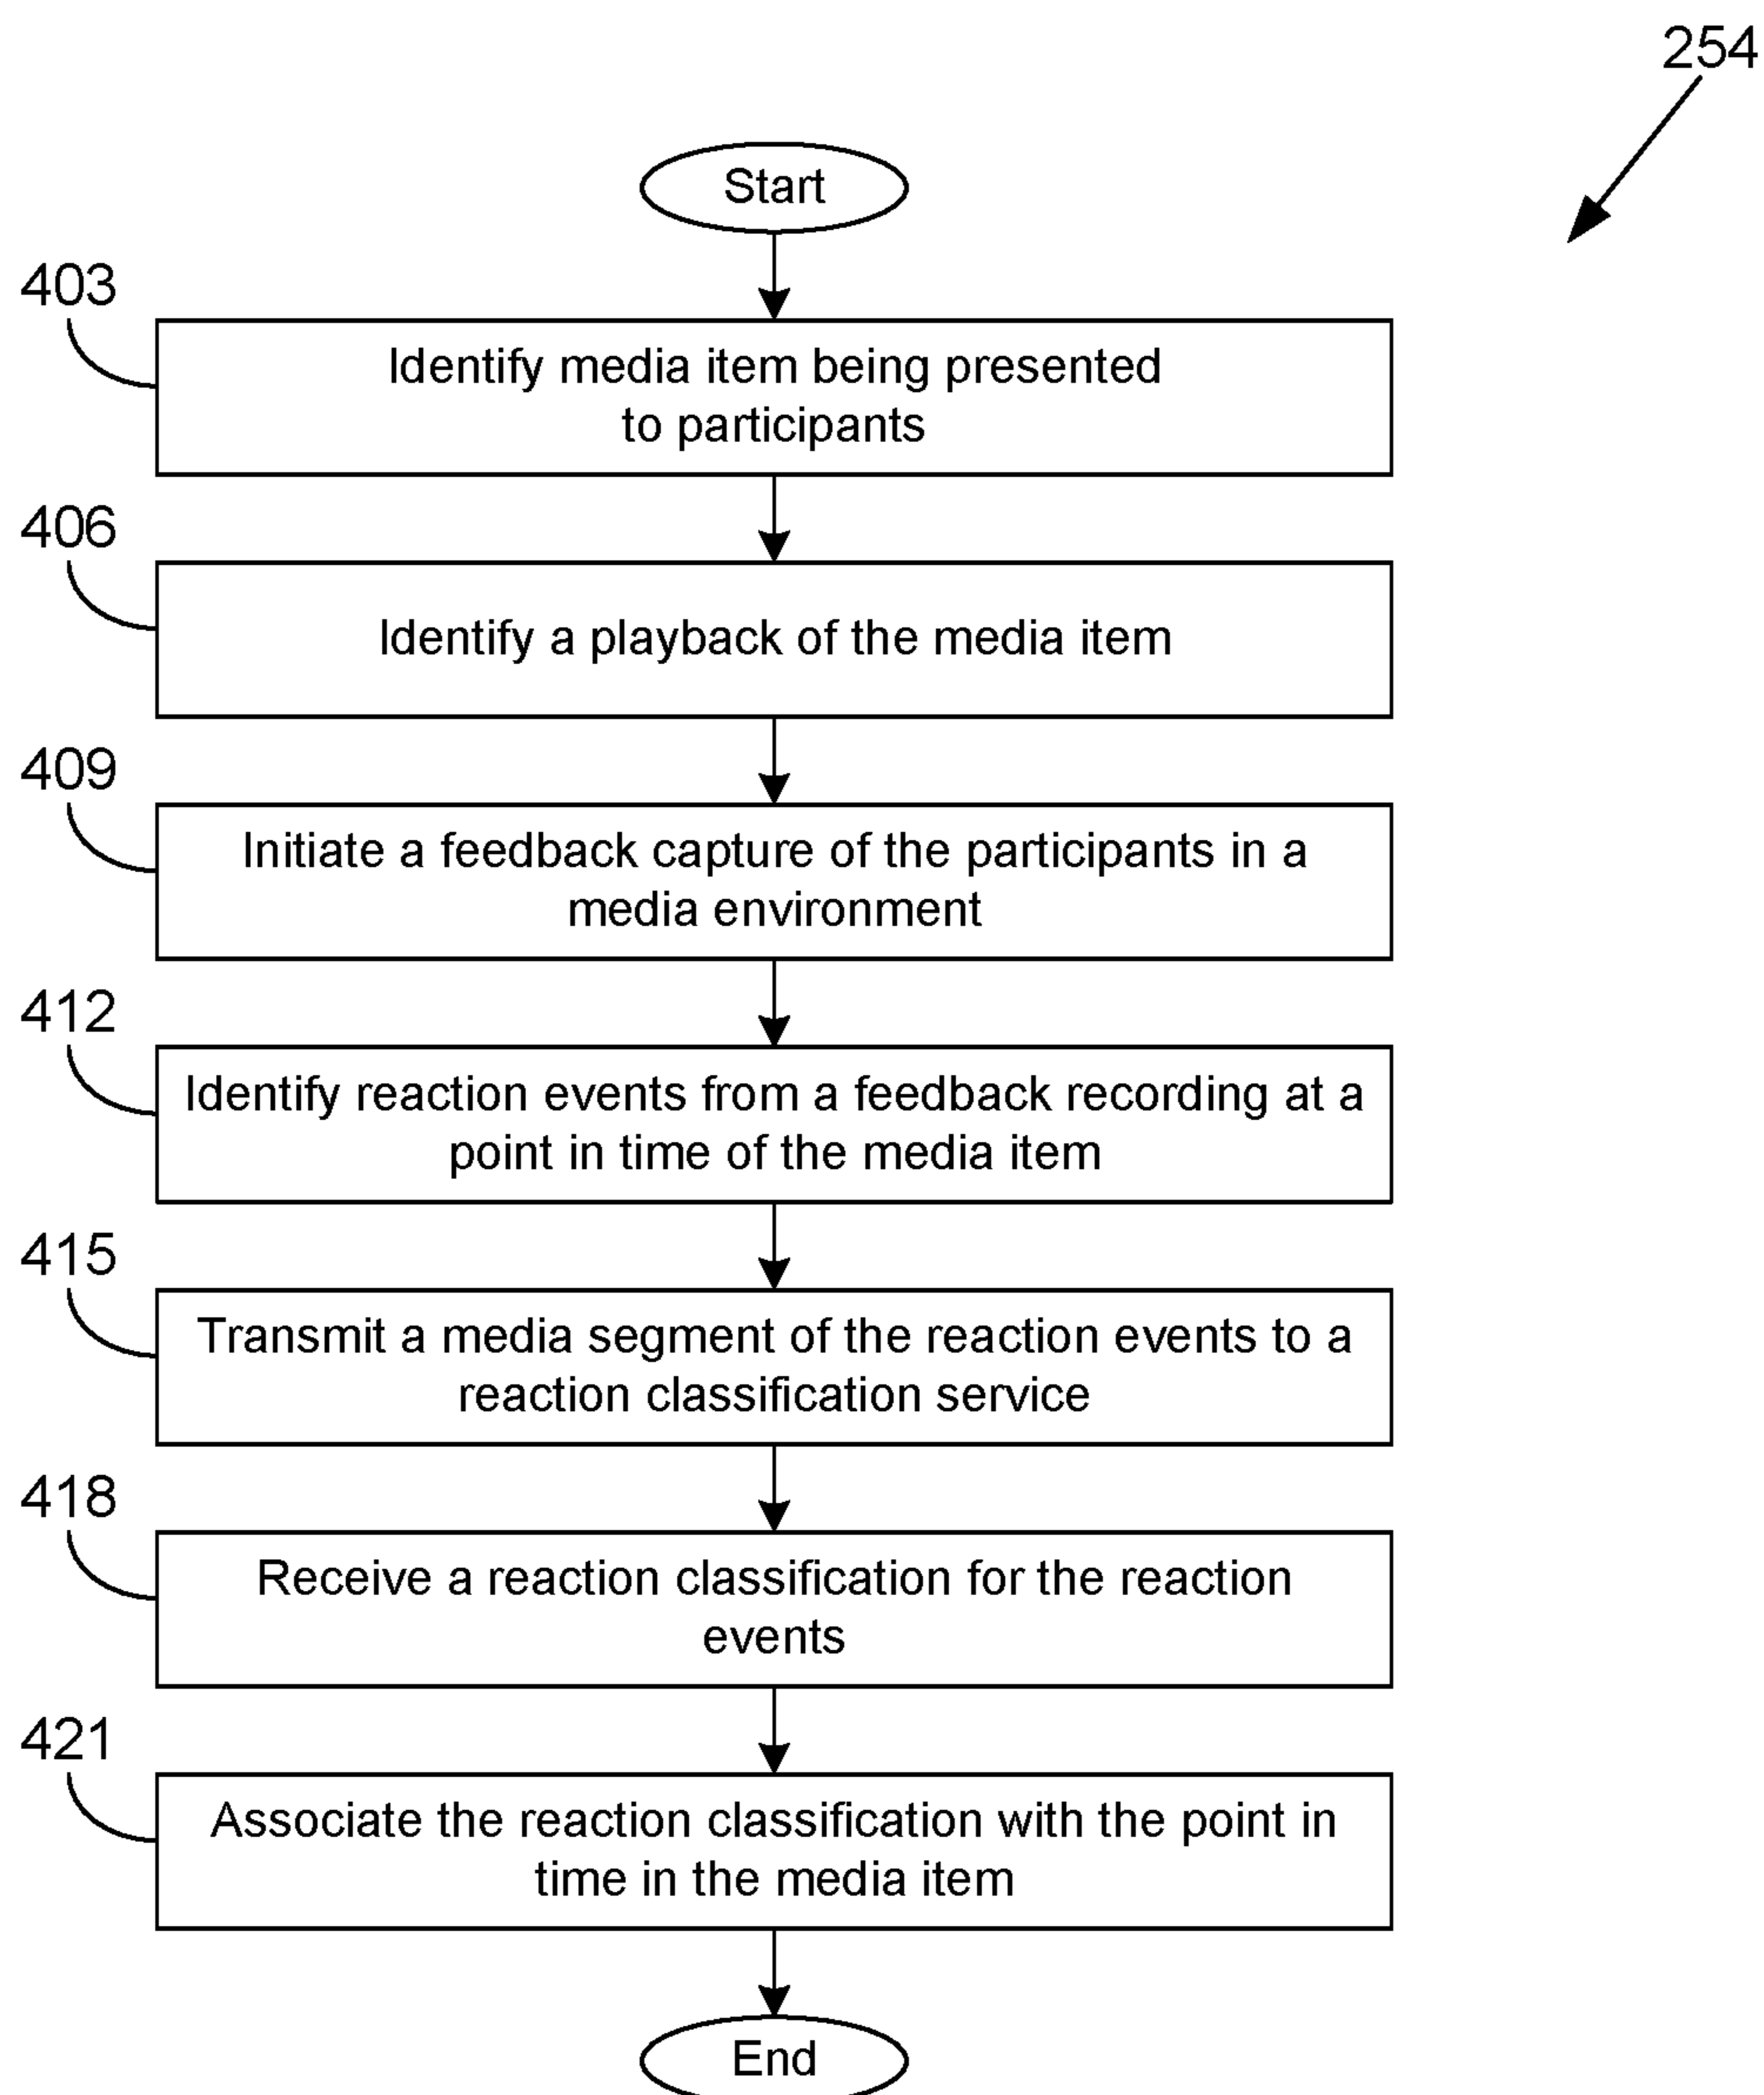 254
Start
403
Identify media item being presented
to participants
406
Identify a playback of the media item
409
Initiate a feedback capture of the participants in a
media environment
412
Identify reaction events from a feedback recording at a
point in time of the media item
415
Transmit a media segment of the reaction events to a
reaction classification service
418
Receive a reaction classification for the reaction
events
421
Associate the reaction classification with the point in
time in the media item
End